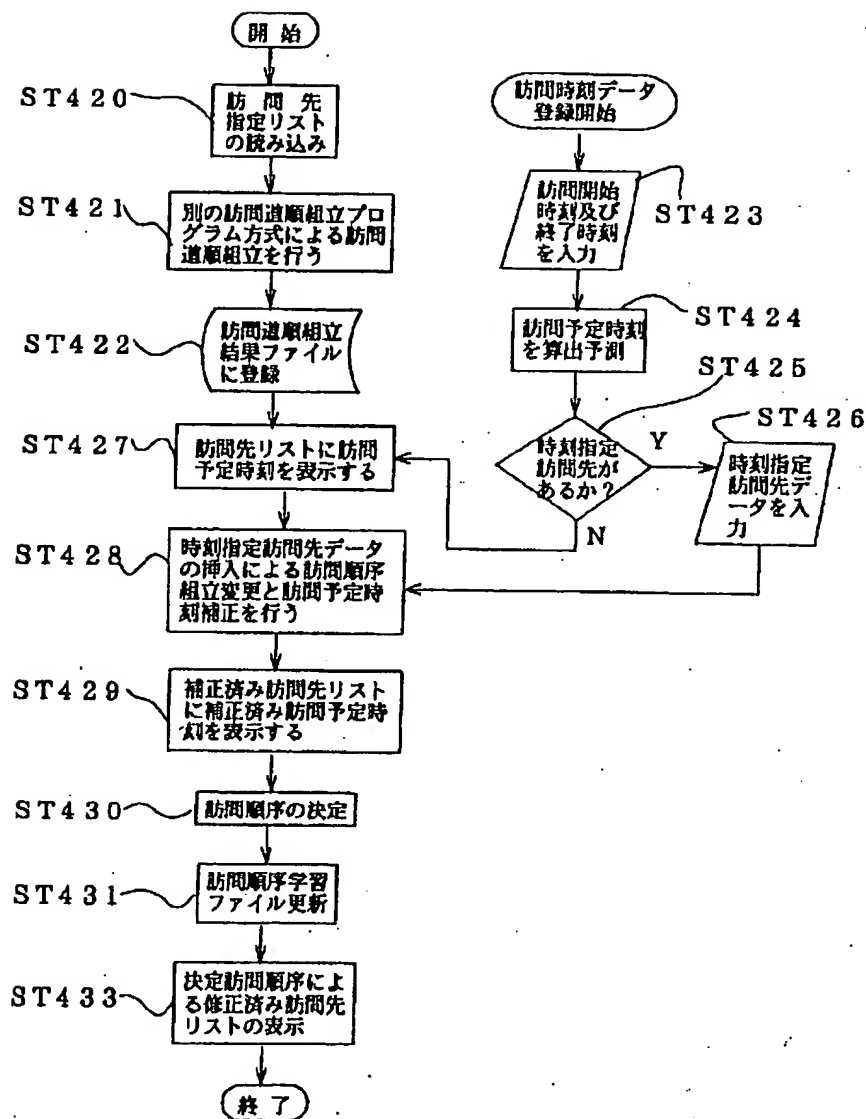 開始
ST420
訪問先
指定リスト
の読み込み
ST421
別の訪問道順組立プロ
グラム方式による訪問
道順組立を行う
ST422
訪問道順組立
結果ファイル
に登録
ST427
訪問先リストに訪問
予定時刻を表示する
ST428
時刻指定訪問先データ
の挿入による訪問順序
組立変更と訪問予定時
刻補正を行う
ST429
補正済み訪問先リスト
に補正済み訪問予定時
刻を表示する
ST430
訪問順序の決定
ST431
訪問順序学習
ファイル更新
ST433
決定訪問順序によ
る修正済み訪問先
リストの表示
終了
訪問時刻データ
登録開始
訪問開始
時刻及び
終了時刻
を入力
ST423
訪問予定時刻
を算出予測
ST424
ST425
時刻指定
訪問先が
あるか?
Y
N
ST426
時刻指定
訪問先デ
ータを入
力